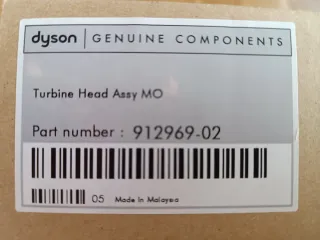 dyson | GENUINE COMPONENTS
Turbine Head Assy MO
Part number : 912969-02
05 Made In Malaysia